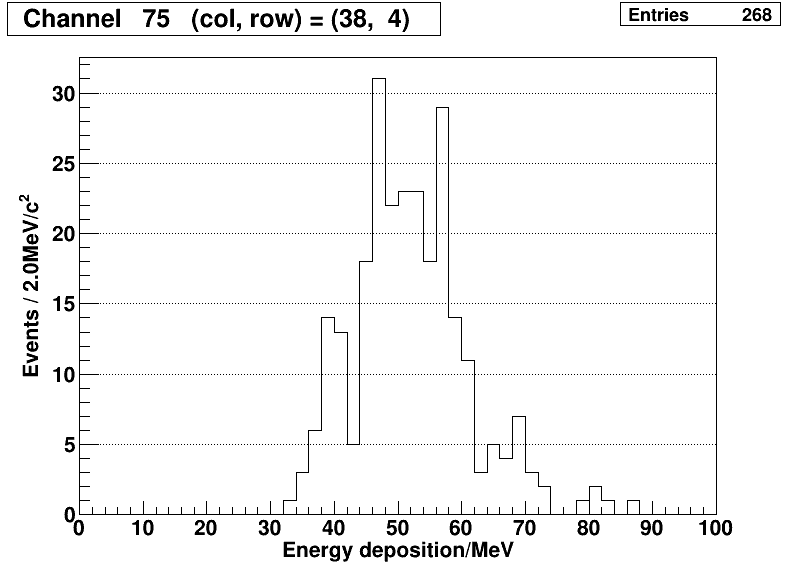 Channel 75 (col, row) = (38, 4)
Entries 268
30
25
20
15
10
5
0
Events / 2.0MeV/c²
0 10 20 30 40 50 60 70 80 90 100
Energy deposition/MeV